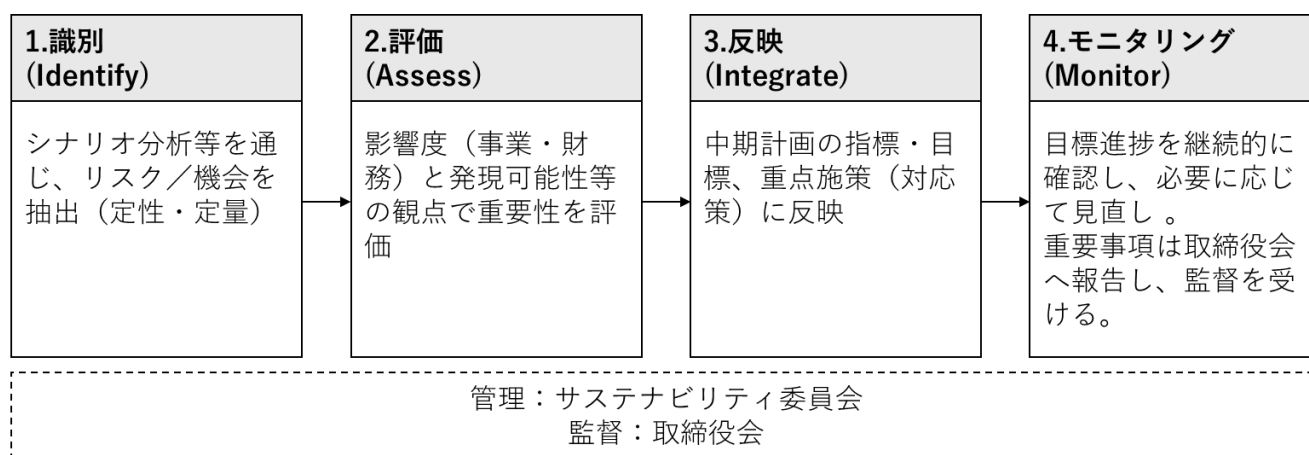 1.識別
(Identify)
シナリオ分析等を通
じ、リスク／機会を
抽出（定性・定量）
2.評価
(Assess)
影響度（事業・財
務）と発現可能性等
の観点で重要性を評
価
3.反映
(Integrate)
中期計画の指標・目
標、重点施策（対応
策）に反映
4.モニタリング
(Monitor)
目標進捗を継続的に
確認し、必要に応じ
て見直し 。
重要事項は取締役会
へ報告し、監督を受
ける。
管理：サステナビリティ委員会
監督：取締役会